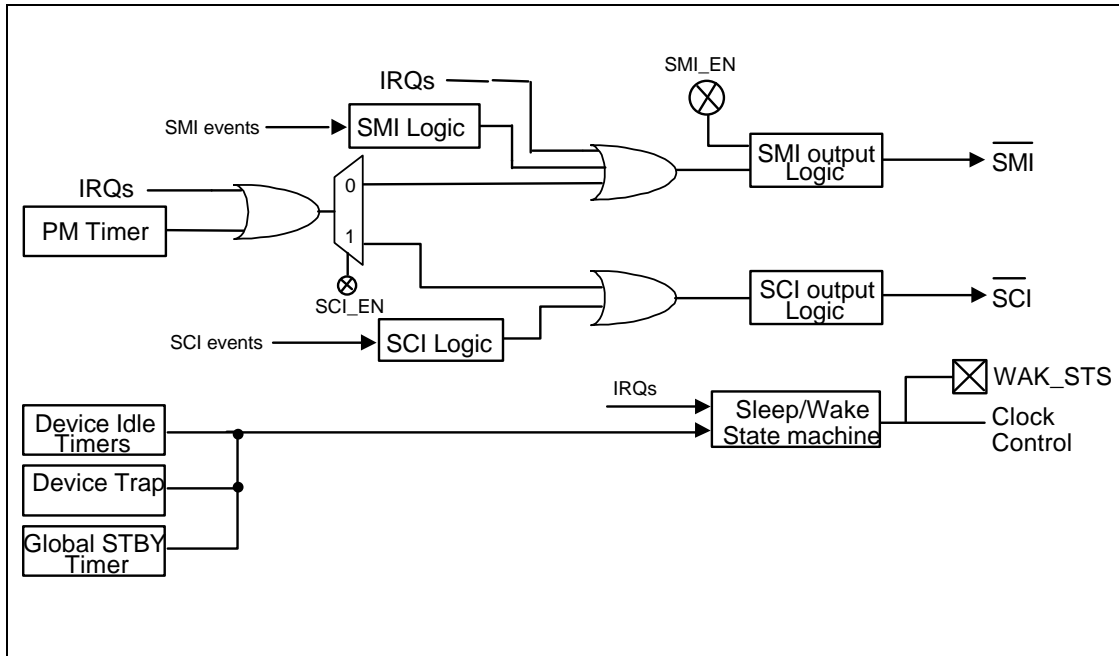 SMI_EN
IRQs
SMI events
SMI Logic
SMI output
Logic
SMI
IRQs
0
PM Timer
1
SCI_EN
SCI output
Logic
SCI
SCI events
SCI Logic
WAK_STS
IRQs
Sleep/Wake
State machine
Clock
Control
Device Idle
Timers
Device Trap
Global STBY
Timer